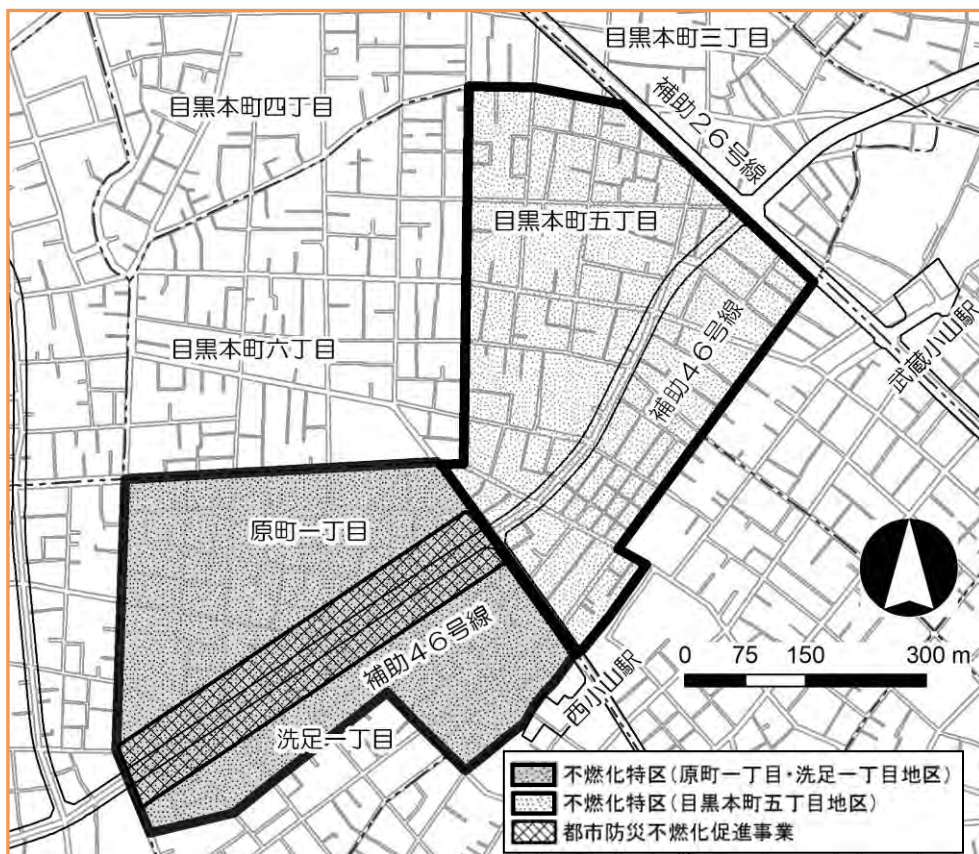 目黒本町三丁目
目黒本町四丁目
補助26号線
目黒本町五丁目
武蔵小山駅
目黒本町六丁目
補助46号線
原町一丁目
補助46号線
洗足一丁目
西小山駅
0 75 150 300 m
不燃化特区(原町一丁目・洗足一丁目地区)
不燃化特区(目黒本町五丁目地区)
都市防災不燃化促進事業